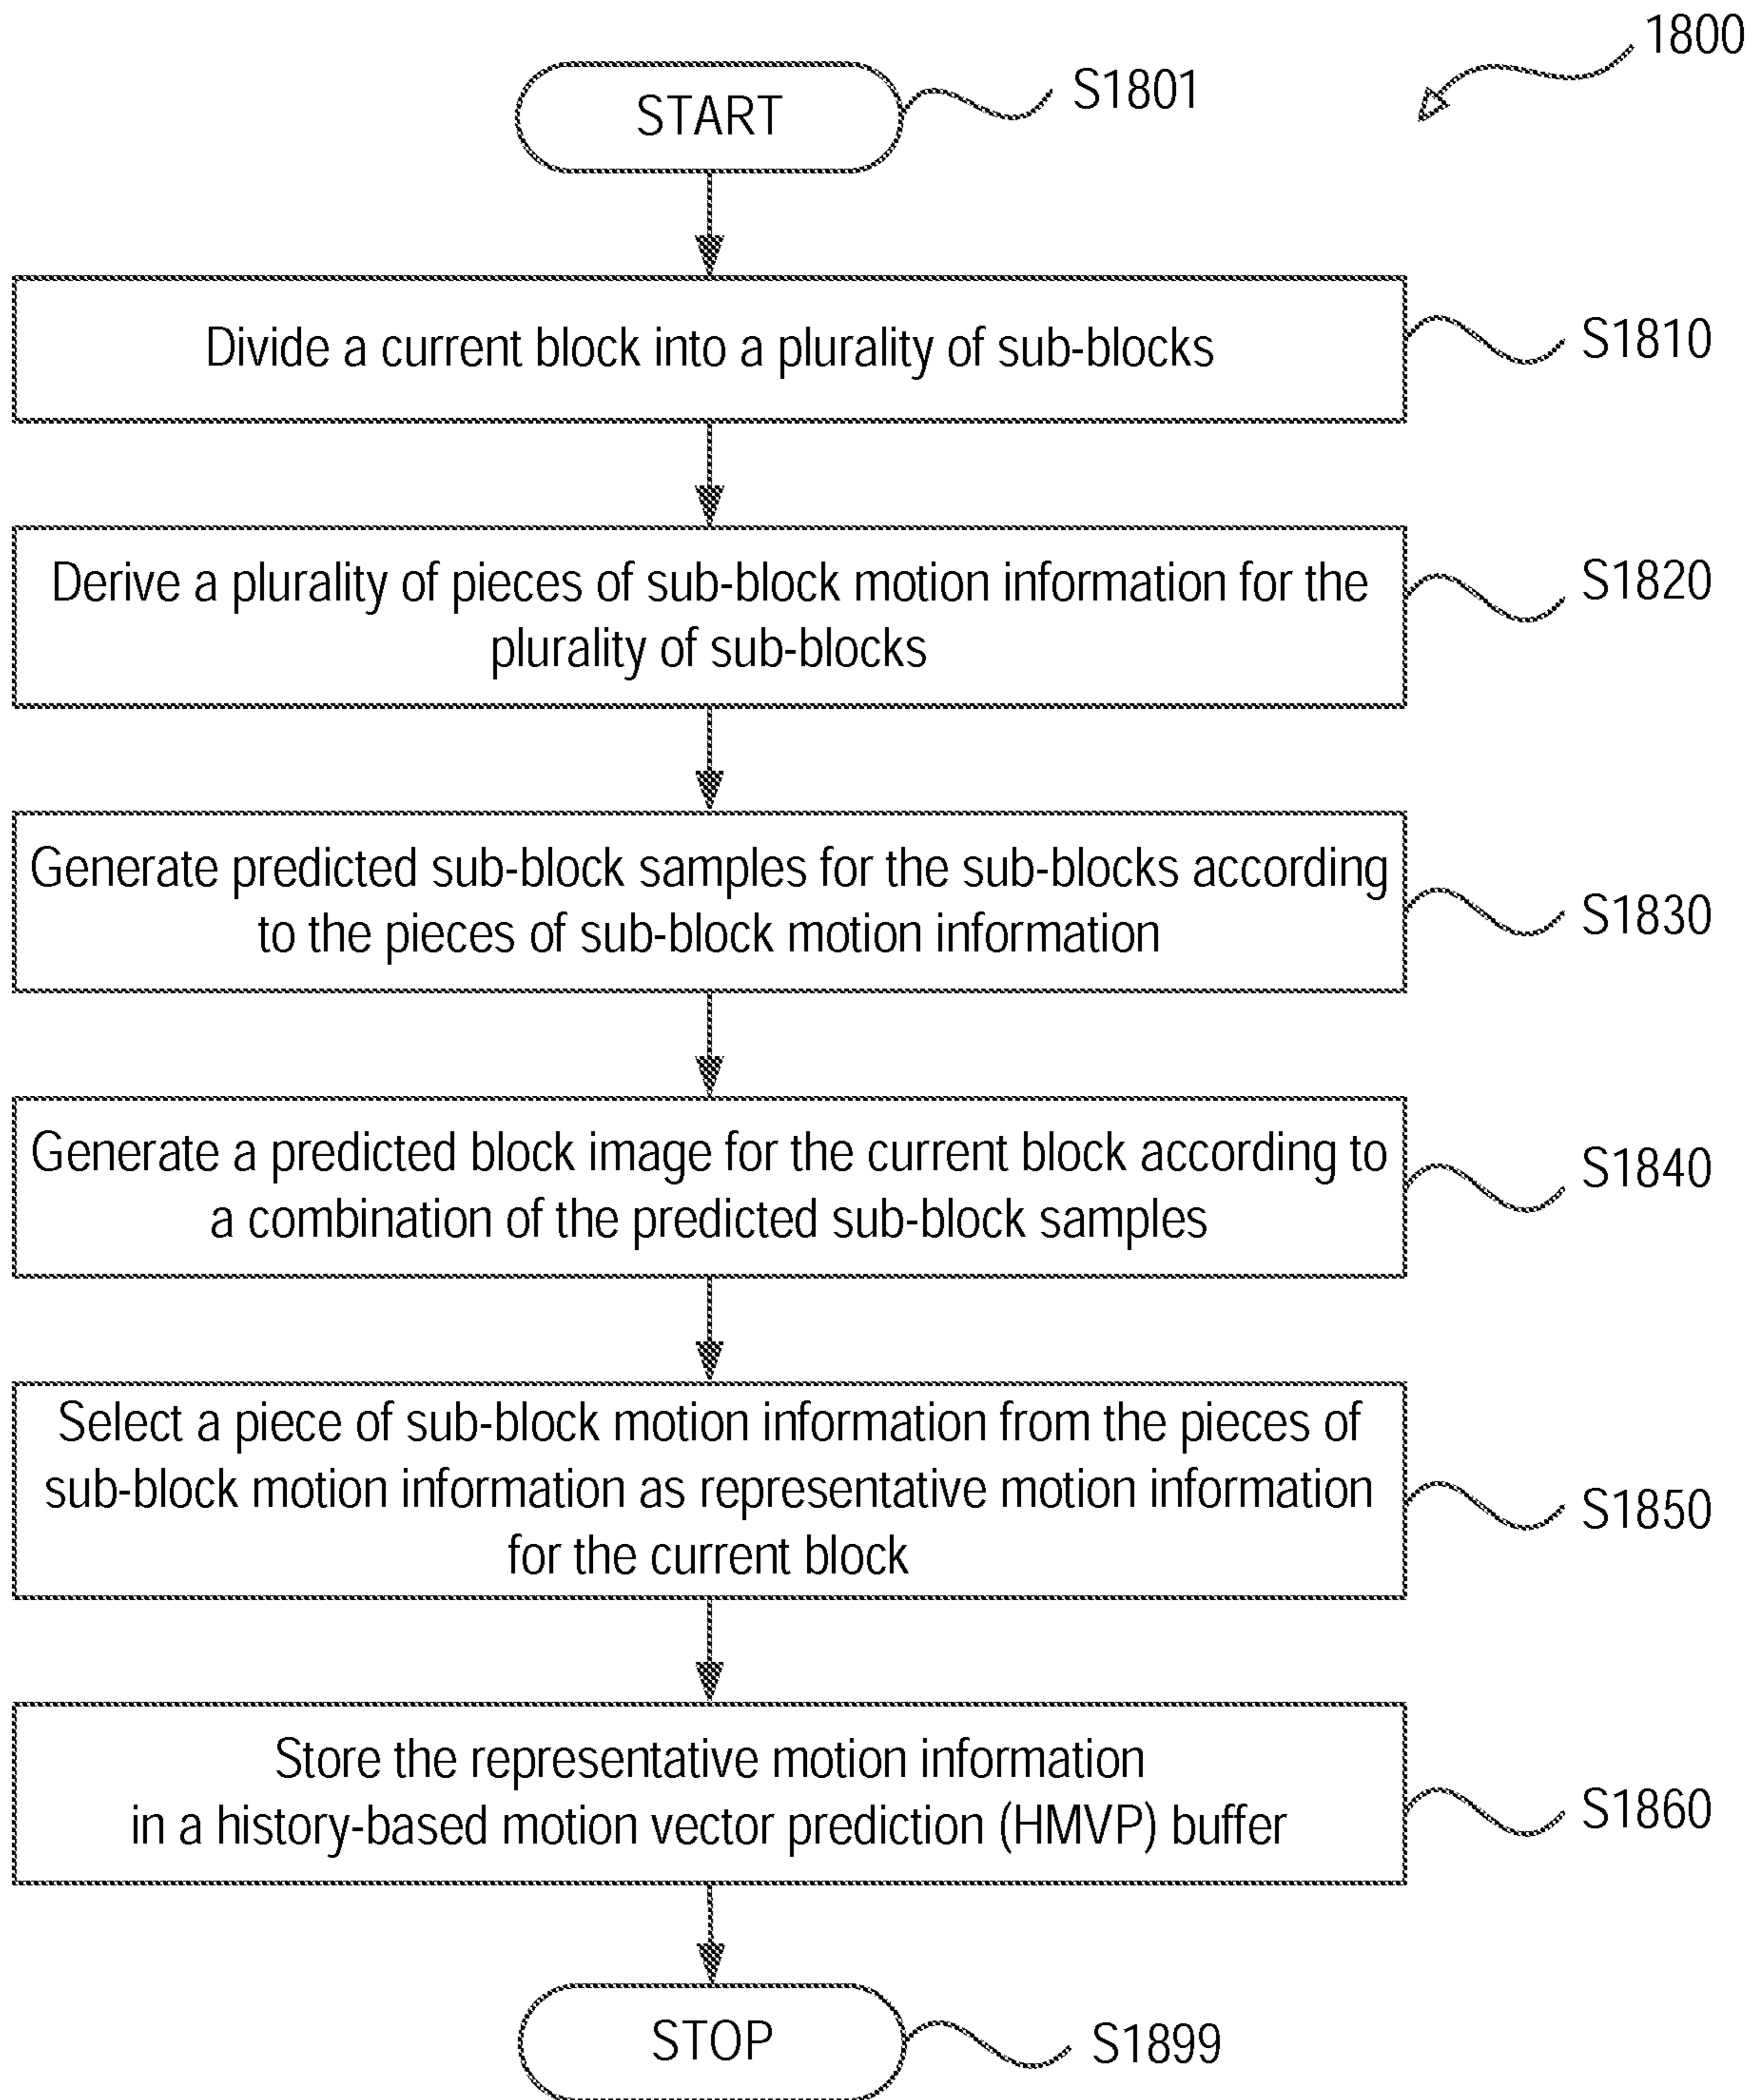 1800
START
S1801
Divide a current block into a plurality of sub-blocks
S1810
Derive a plurality of pieces of sub-block motion information for the
plurality of sub-blocks
S1820
Generate predicted sub-block samples for the sub-blocks according
to the pieces of sub-block motion information
S1830
Generate a predicted block image for the current block according to
a combination of the predicted sub-block samples
S1840
Select a piece of sub-block motion information from the pieces of
sub-block motion information as representative motion information
for the current block
S1850
Store the representative motion information
in a history-based motion vector prediction (HMVP) buffer
S1860
STOP
S1899